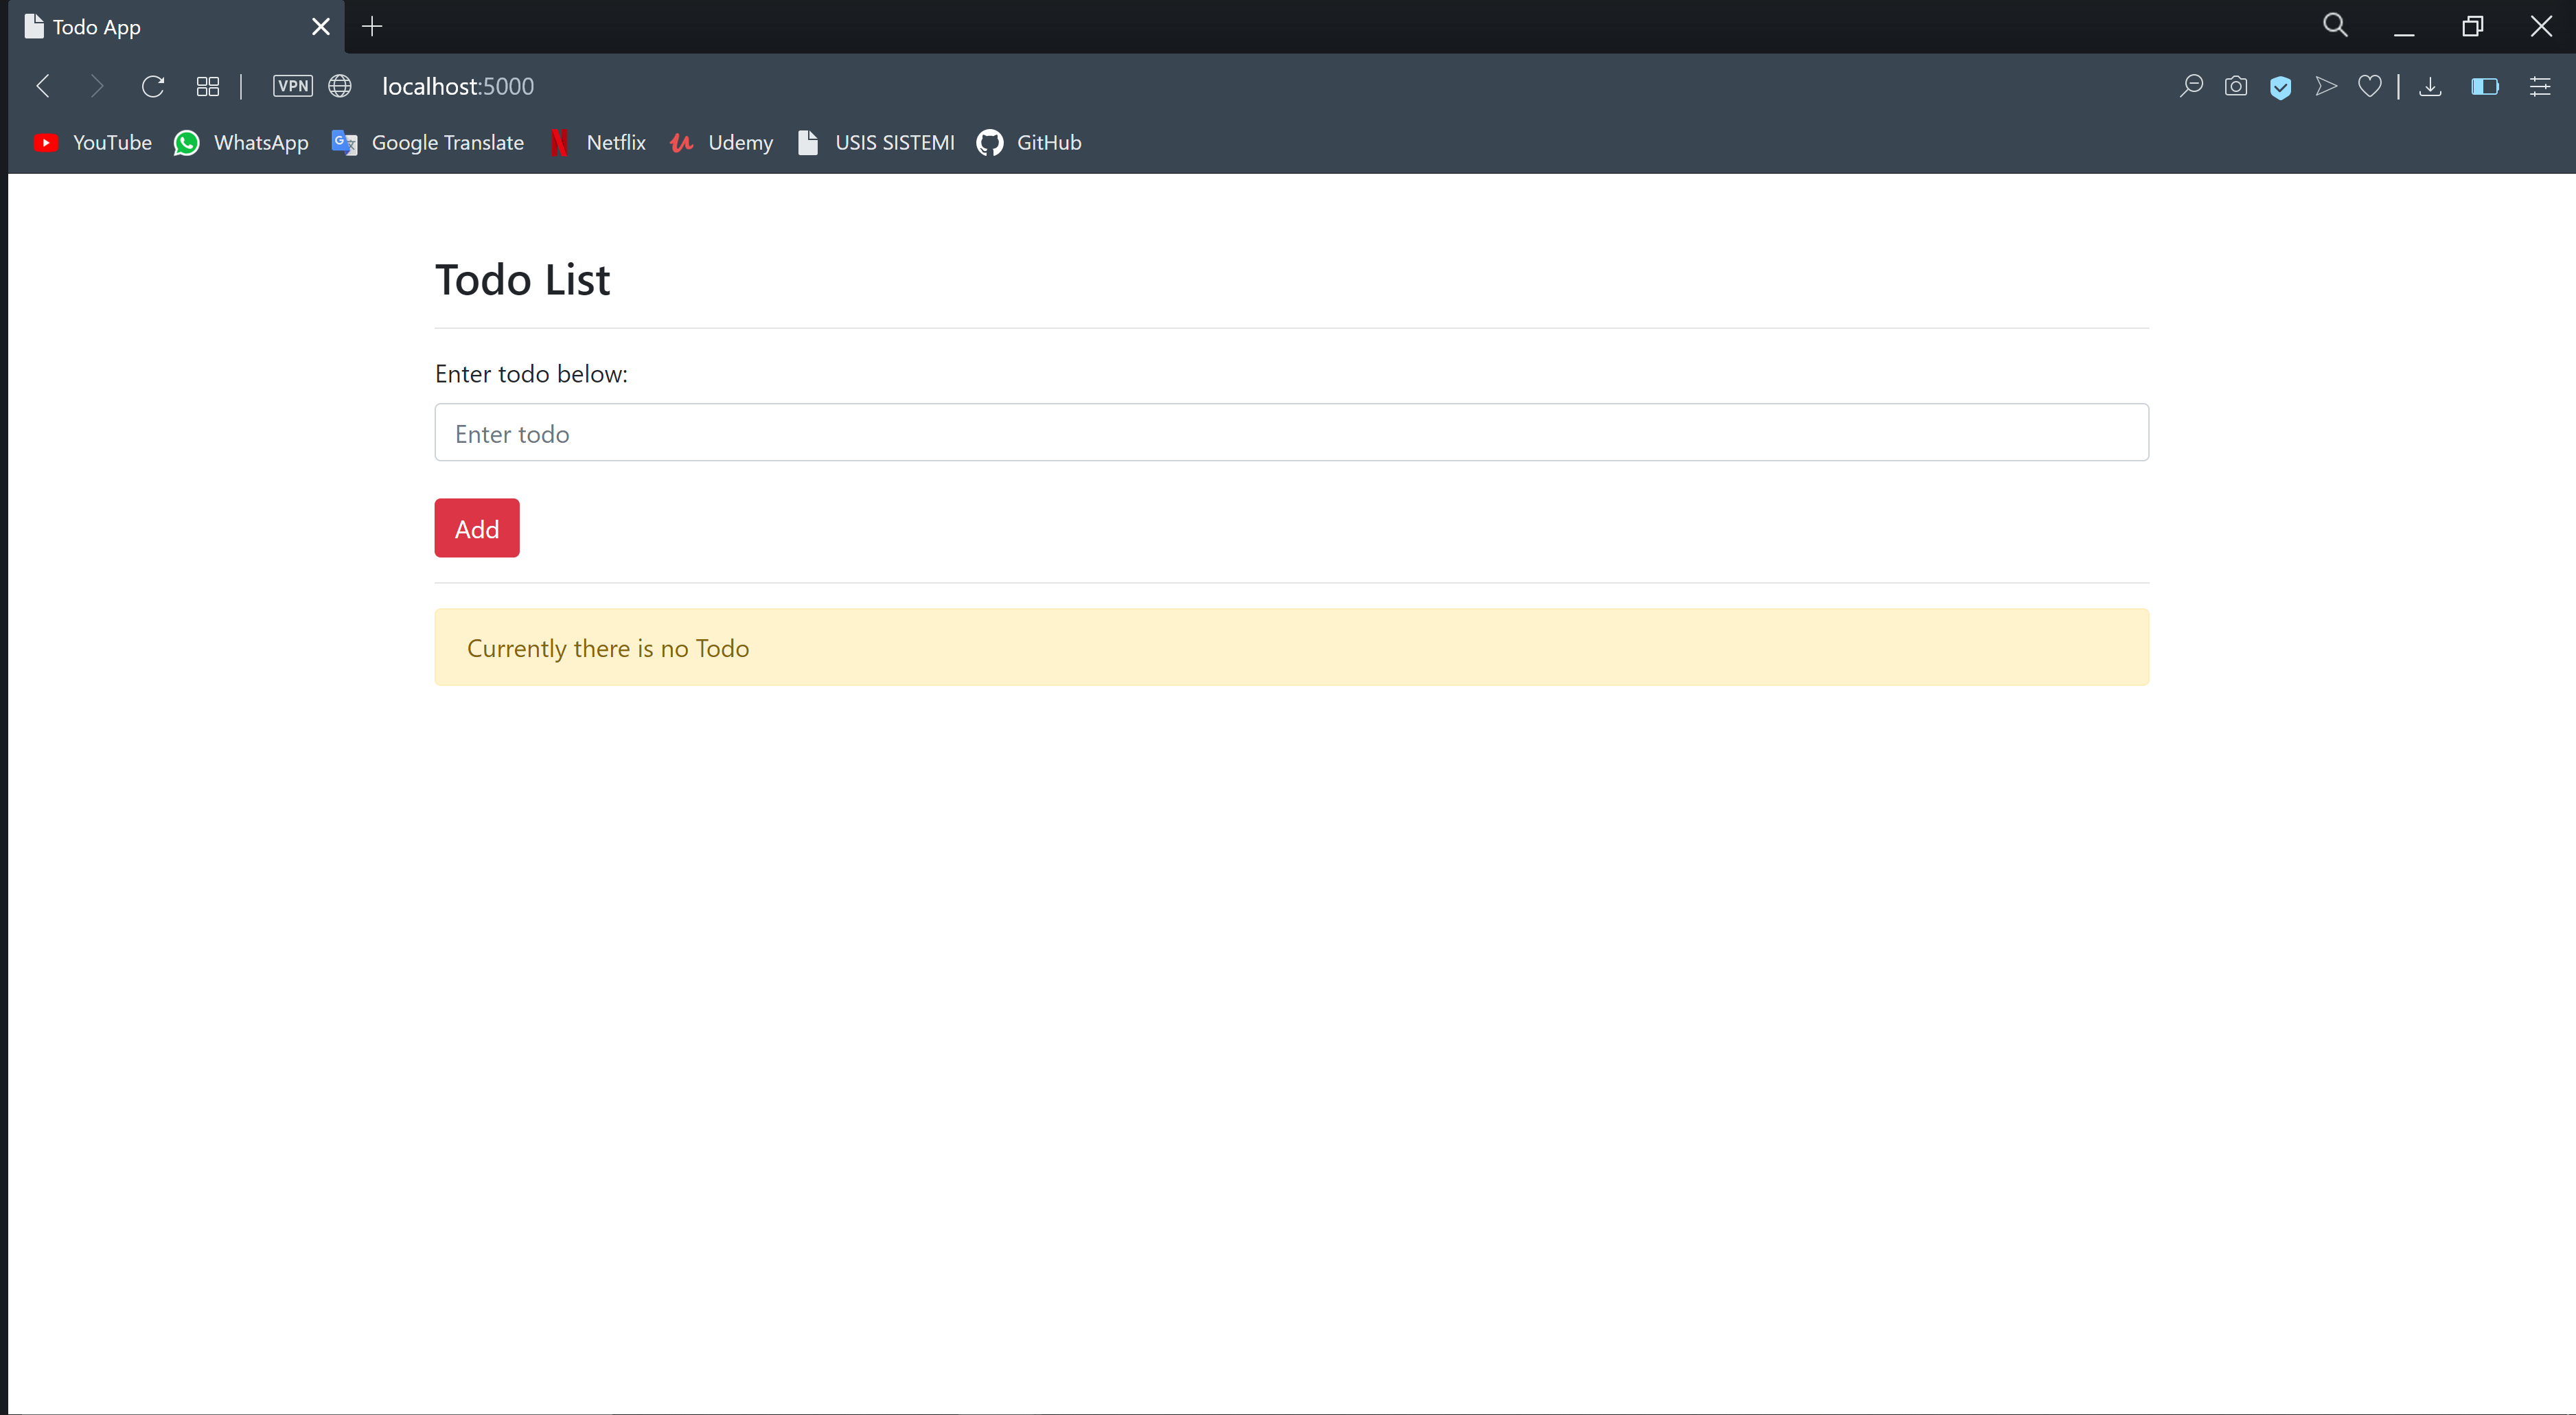 Todo App
VPN localhost:5000
YouTube WhatsApp Google Translate Netflix Udemy USIS SISTEMI GitHub
Todo List
Enter todo below:
Enter todo
Add
Currently there is no Todo